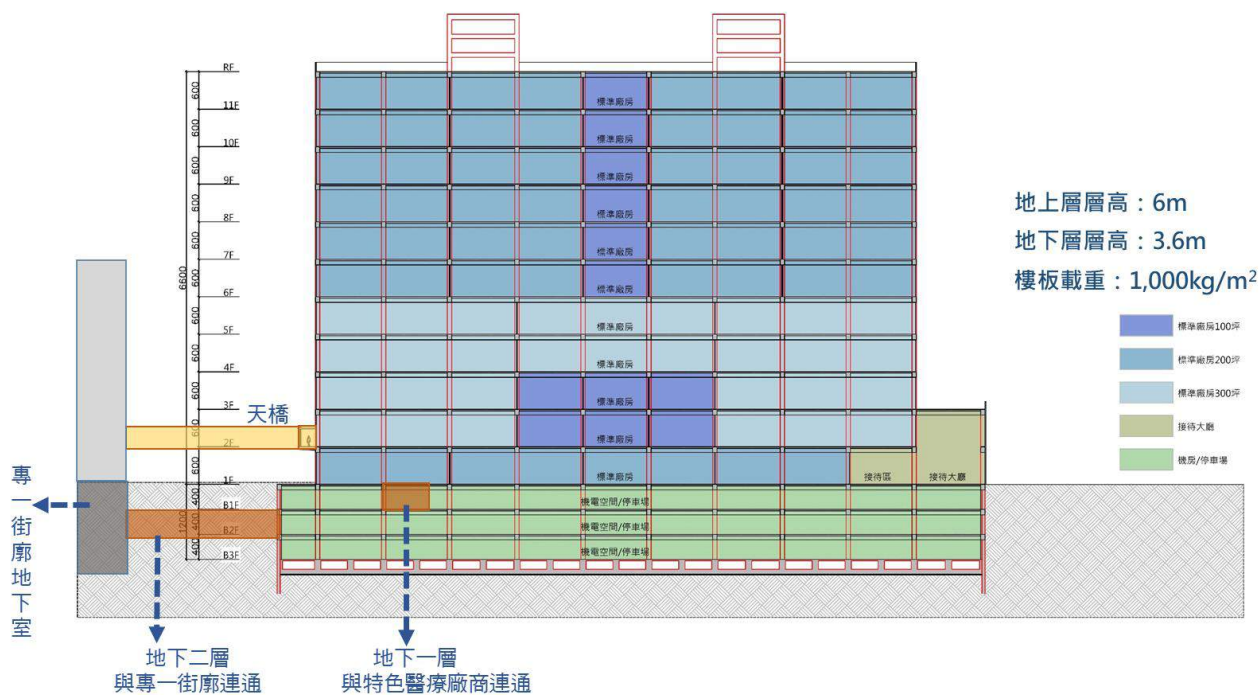 RF
11F
10F
9F
8F
7F
6F
5F
4F
3F
2F
1F
B1F
B2F
B3F
600
600
600
600
600
600
600
600
600
600
600
6600
400
400
400
1200
標準廠房
標準廠房
標準廠房
標準廠房
標準廠房
標準廠房
標準廠房
標準廠房
標準廠房
標準廠房
標準廠房
接待區
接待大廳
機電空間/停車場
機電空間/停車場
機電空間/停車場
天橋
專一街廓地下室
地下二層
與專一街廓連通
地下一層
與特色醫療廠商連通
地上層層高：6m
地下層層高：3.6m
樓板載重：1,000kg/m²
標準廠房100坪
標準廠房200坪
標準廠房300坪
接待大廳
機房/停車場